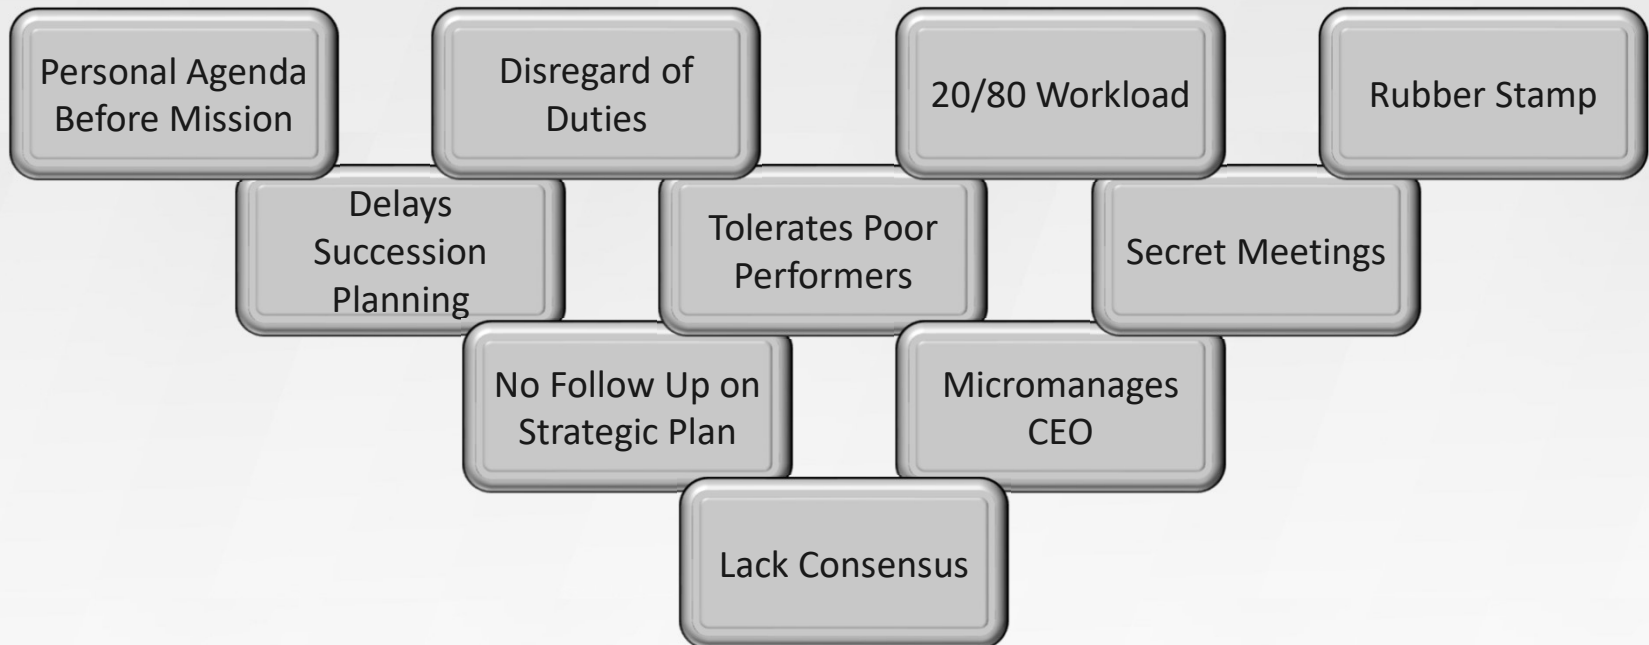 Personal Agenda
Before Mission
Disregard of
Duties
20/80 Workload
Rubber Stamp
Delays
Succession
Planning
Tolerates Poor
Performers
Secret Meetings
No Follow Up on
Strategic Plan
Micromanages
CEO
Lack Consensus